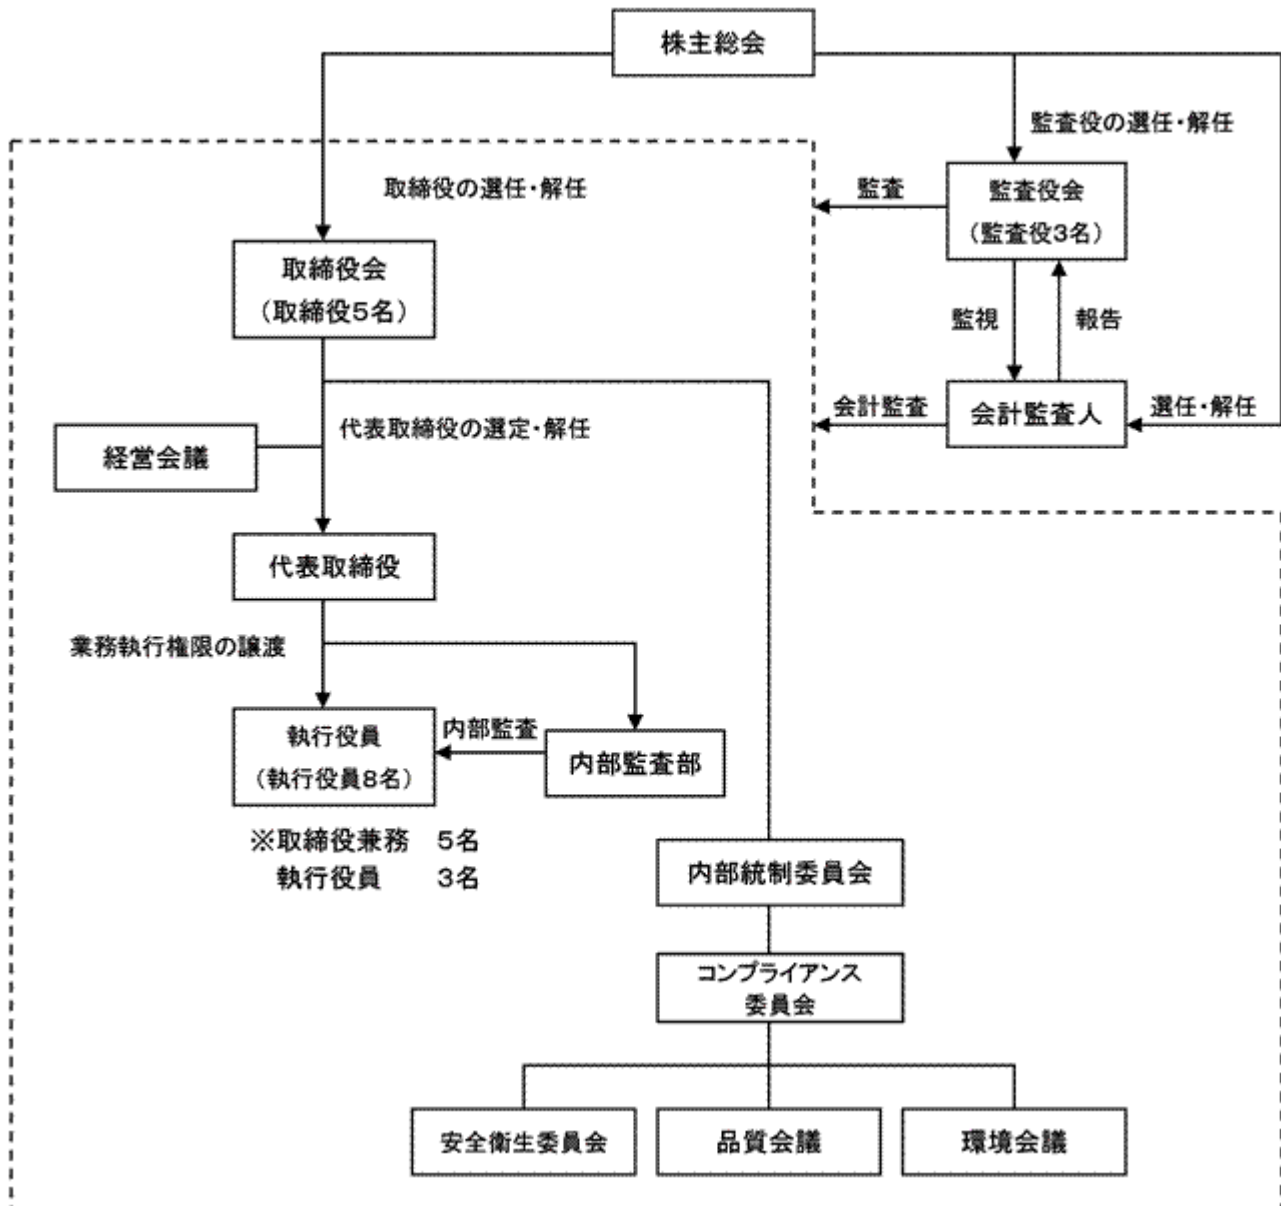 株主総会
監査役の選任・解任
取締役の選任・解任
監査
監査役会
（監査役3名）
取締役会
（取締役5名）
監視
報告
会計監査
会計監査人
選任・解任
代表取締役の選定・解任
経営会議
代表取締役
業務執行権限の譲渡
執行役員
（執行役員8名）
内部監査
内部監査部
※取締役兼務　5名
執行役員　3名
内部統制委員会
コンプライアンス
委員会
安全衛生委員会
品質会議
環境会議